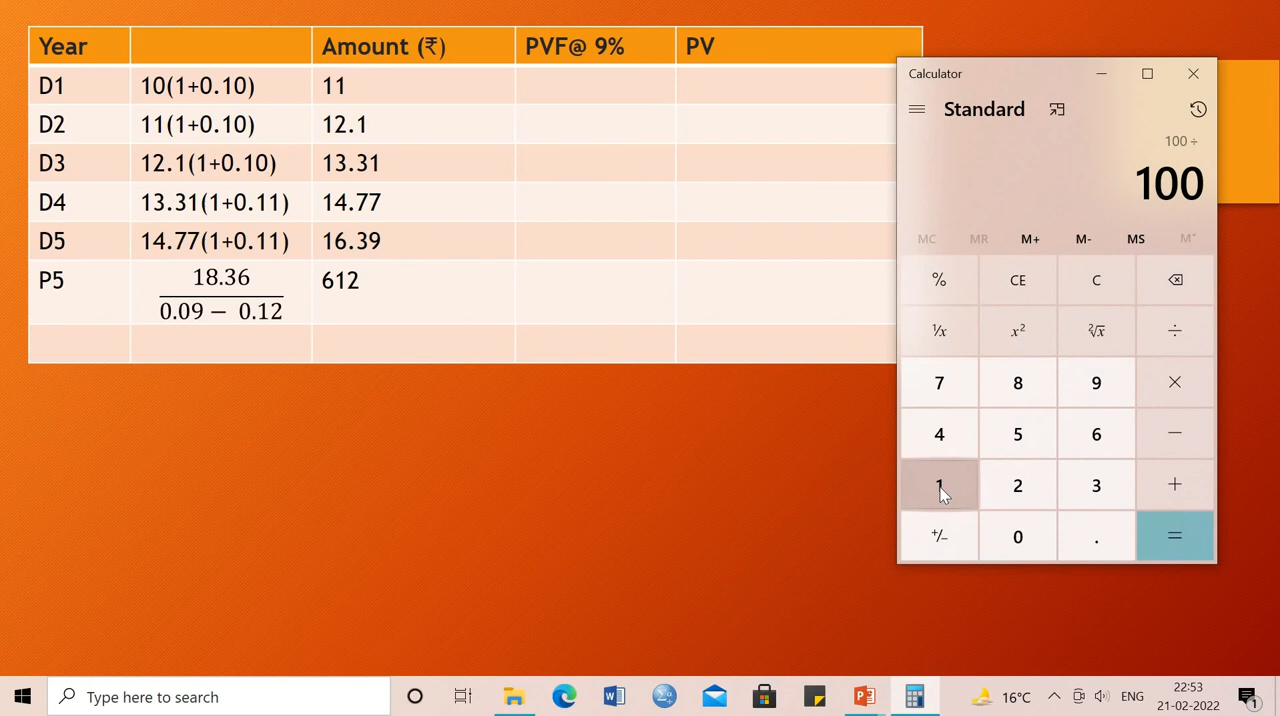 Year Amount (₹) PVF@ 9% PV
D1 10(1+0.10) 11
D2 11(1+0.10) 12.1
D3 12.1(1+0.10) 13.31
D4 13.31(1+0.11) 14.77
D5 14.77(1+0.11) 16.39
P5 18.36 612
0.09 − 0.12
Calculator
Standard
100 ÷
100
MC MR M+ M- MS M˅
% CE C
¹/x x² ²√x ÷
7 8 9 ×
4 5 6 −
1 2 3 +
+/− 0 . =
Type here to search
16°C ENG
22:53
21-02-2022
1